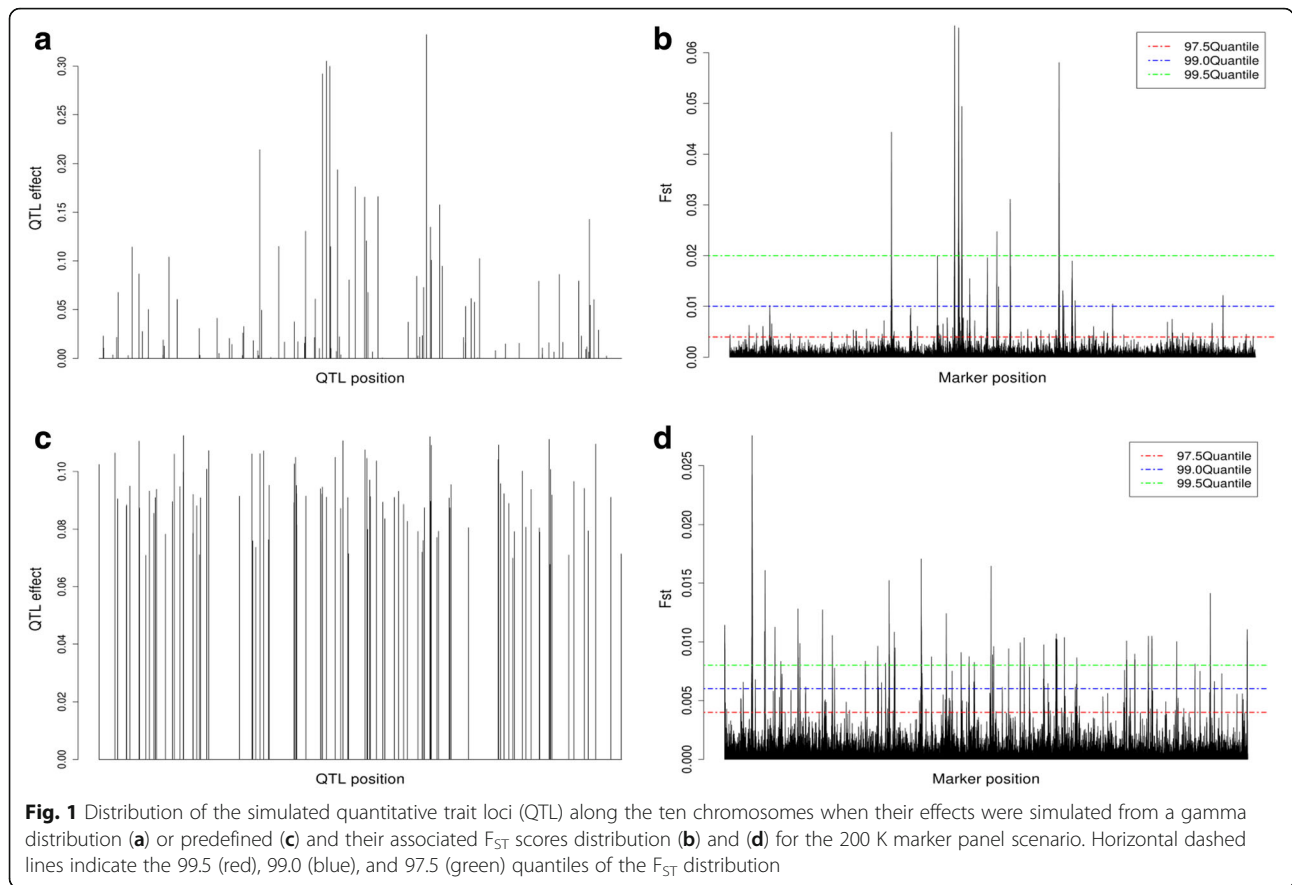 a
0.30
0.25
0.20
0.15
0.10
0.05
0.00
QTL effect
QTL position
b
0.06
0.05
0.04
0.03
0.02
0.01
0.00
Fst
Marker position
97.5Quantile
99.0Quantile
99.5Quantile
c
0.10
0.08
0.06
0.04
0.02
0.00
QTL effect
QTL position
d
0.025
0.020
0.015
0.010
0.005
0.000
Fst
Marker position
97.5Quantile
99.0Quantile
99.5Quantile
Fig. 1 Distribution of the simulated quantitative trait loci (QTL) along the ten chromosomes when their effects were simulated from a gamma
distribution (a) or predefined (c) and their associated FST scores distribution (b) and (d) for the 200 K marker panel scenario. Horizontal dashed
lines indicate the 99.5 (red), 99.0 (blue), and 97.5 (green) quantiles of the FST distribution